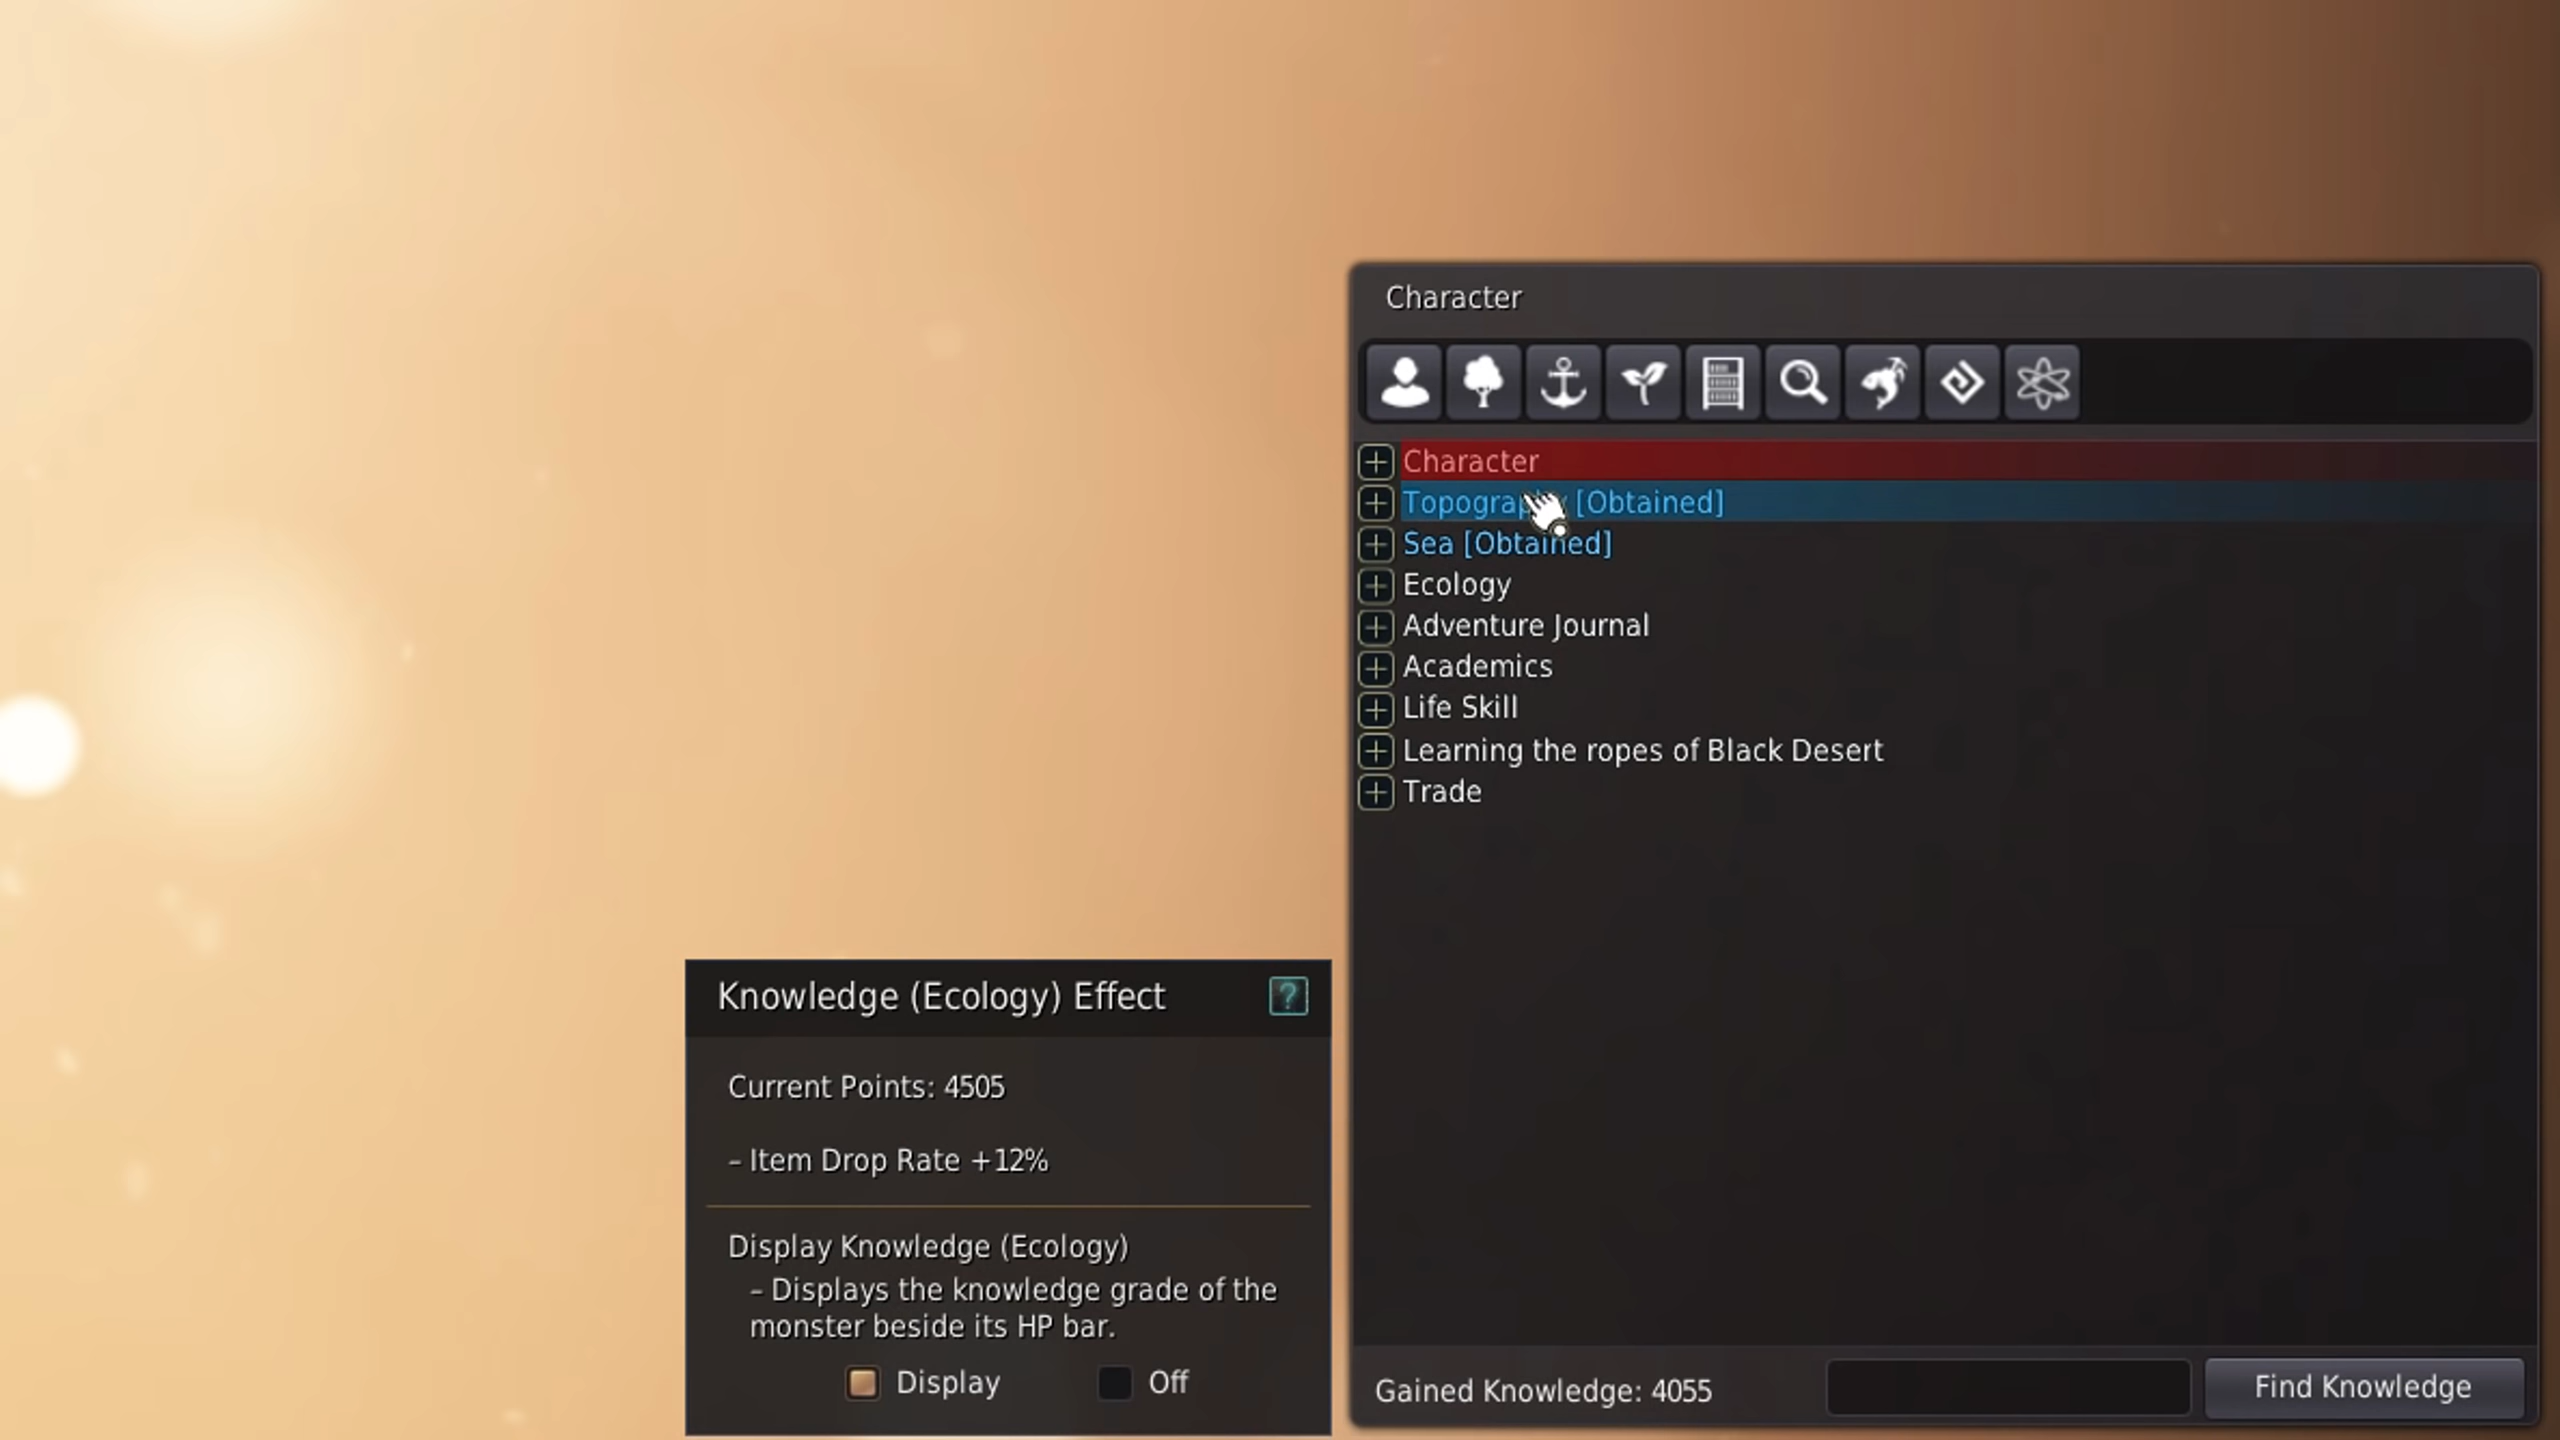 Character
Character
Topography [Obtained]
Sea [Obtained]
Ecology
Adventure Journal
Academics
Life Skill
Learning the ropes of Black Desert
Trade
Knowledge (Ecology) Effect
?
Current Points: 4505
– Item Drop Rate +12%
Display Knowledge (Ecology)
– Displays the knowledge grade of the
monster beside its HP bar.
Display
Off
Gained Knowledge: 4055
Find Knowledge